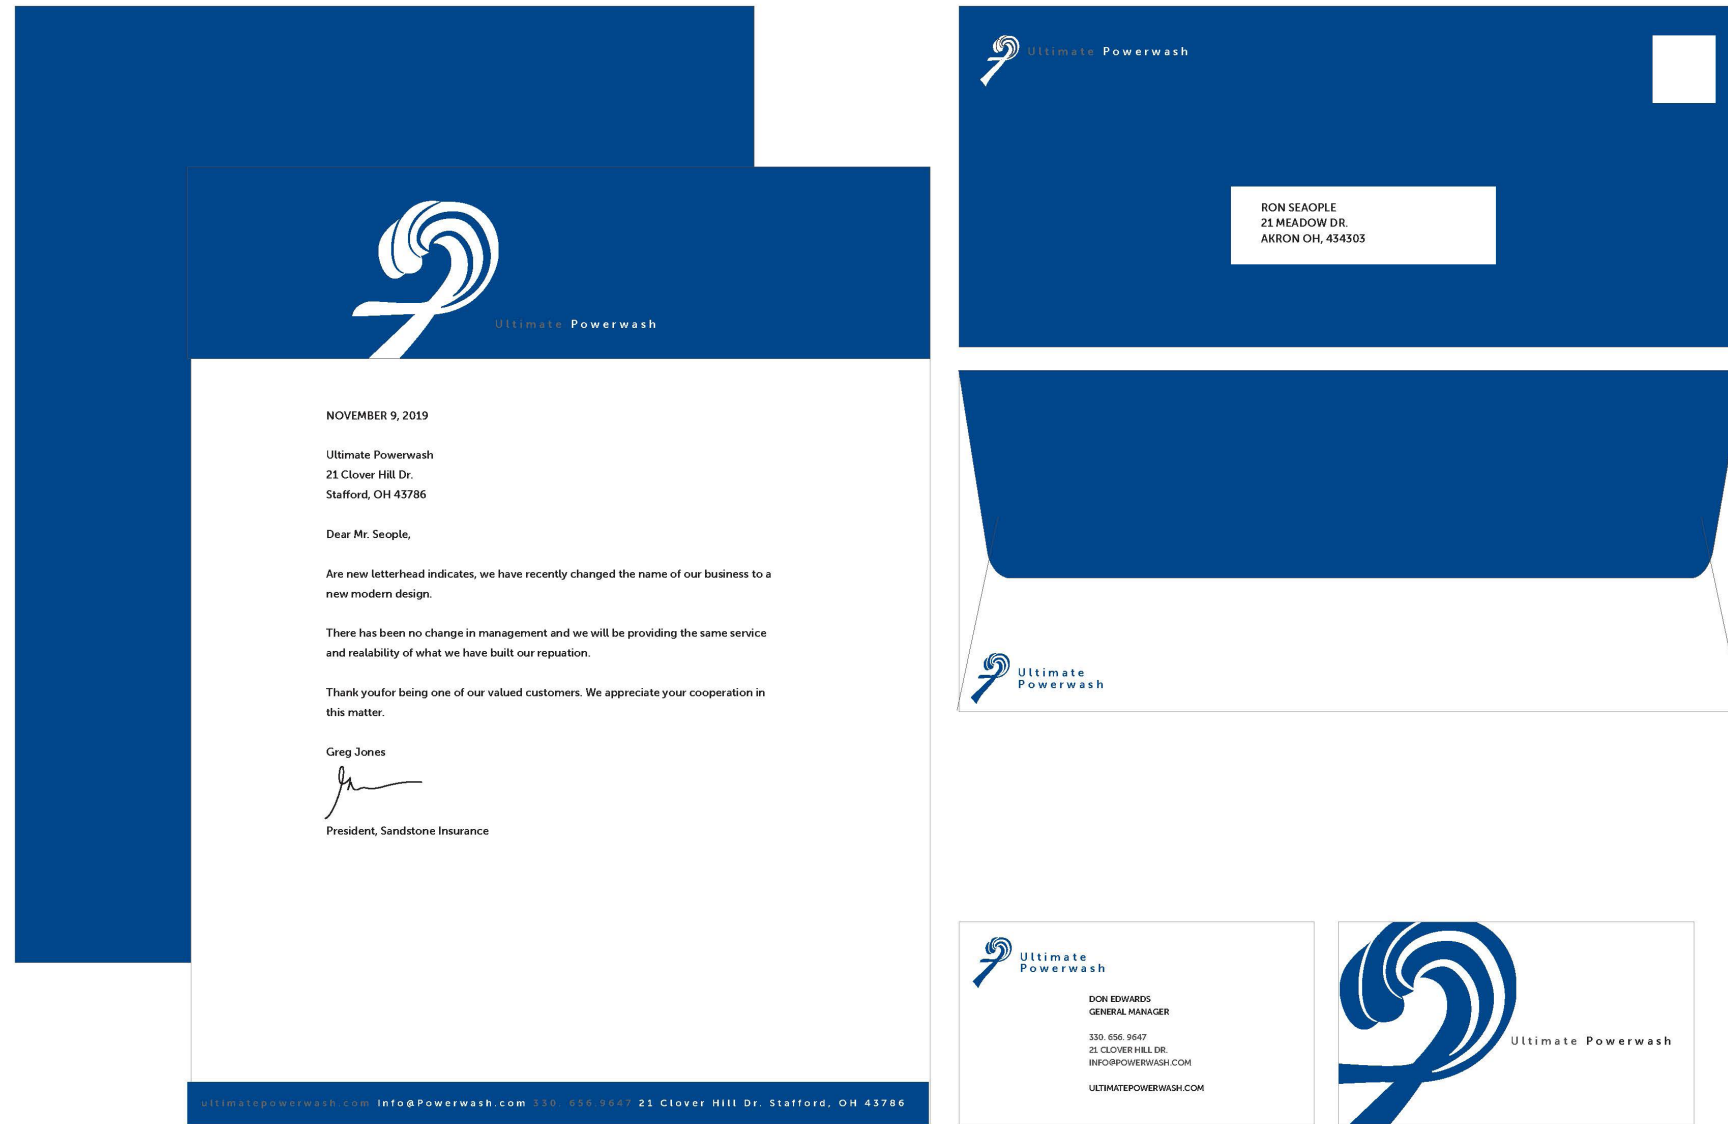 Ultimate Powerwash
NOVEMBER 9, 2019
Ultimate Powerwash
21 Clover Hill Dr.
Stafford, OH 43786
Dear Mr. Seople,
Are new letterhead indicates, we have recently changed the name of our business to a
new modern design.
There has been no change in management and we will be providing the same service
and realability of what we have built our repuation.
Thank youfor being one of our valued customers. We appreciate your cooperation in
this matter.
Greg Jones
President, Sandstone Insurance
ultimatepowerwash.com Info@Powerwash.com 330. 656.9647 21 Clover Hill Dr. Stafford, OH 43786
Ultimate Powerwash
RON SEAOPLE
21 MEADOW DR.
AKRON OH, 434303
Ultimate
Powerwash
Ultimate
Powerwash
DON EDWARDS
GENERAL MANAGER
330. 656. 9647
21 CLOVER HILL DR.
INFO@POWERWASH.COM
ULTIMATEPOWERWASH.COM
Ultimate Powerwash